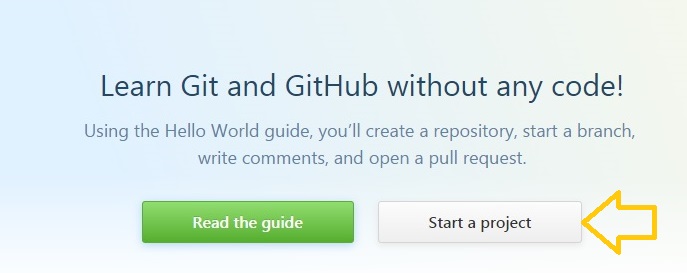 Learn Git and GitHub without any code!
Using the Hello World guide, you’ll create a repository, start a branch,
write comments, and open a pull request.
Read the guide
Start a project